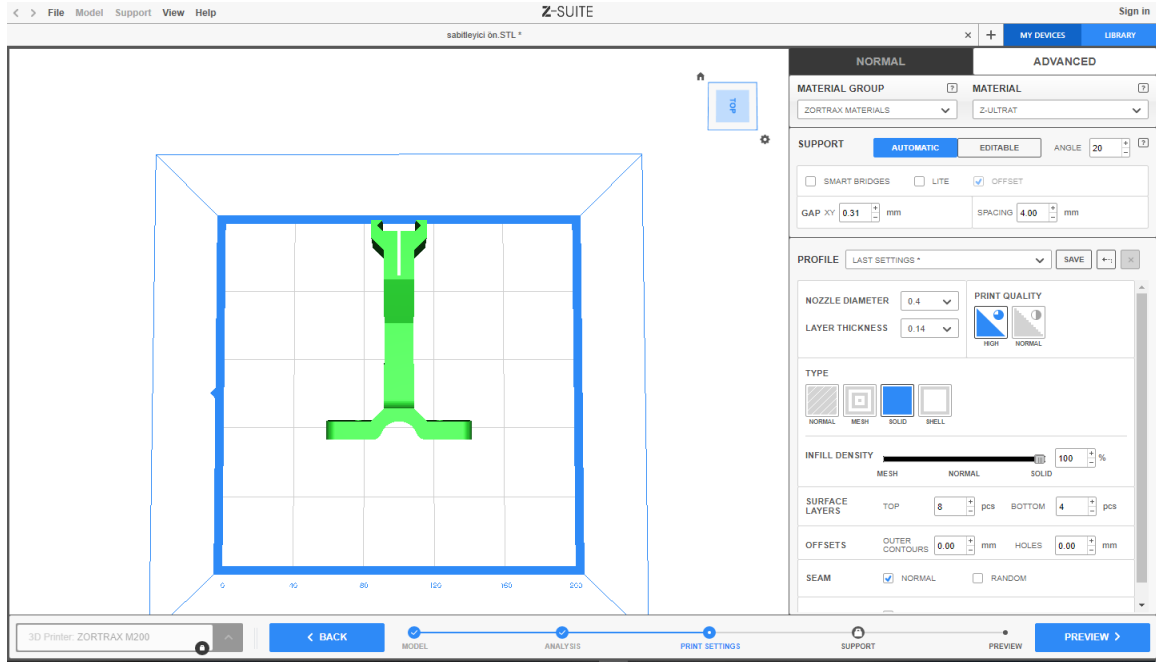 < > File Model Support View Help
Z-SUITE
Sign in
sabitleyici ön.STL *
× +
MY DEVICES
LIBRARY
TOP
0 40 80 120 160 200
NORMAL
ADVANCED
MATERIAL GROUP ?
MATERIAL ?
ZORTRAX MATERIALS
Z-ULTRAT
SUPPORT AUTOMATIC EDITABLE ANGLE 20 + - ?
SMART BRIDGES LITE OFFSET
GAP XY 0.31 + - mm SPACING 4.00 + - mm
PROFILE LAST SETTINGS * SAVE ×
NOZZLE DIAMETER 0.4
PRINT QUALITY
LAYER THICKNESS 0.14
HIGH NORMAL
TYPE
NORMAL MESH SOLID SHELL
INFILL DENSITY 100 + - %
MESH NORMAL SOLID
SURFACE
LAYERS
TOP 8 + - pcs BOTTOM 4 + - pcs
OFFSETS
OUTER
CONTOURS
0.00 + - mm HOLES 0.00 + - mm
SEAM NORMAL RANDOM
3D Printer: ZORTRAX M200
< BACK
MODEL
ANALYSIS
PRINT SETTINGS
SUPPORT
PREVIEW
PREVIEW >